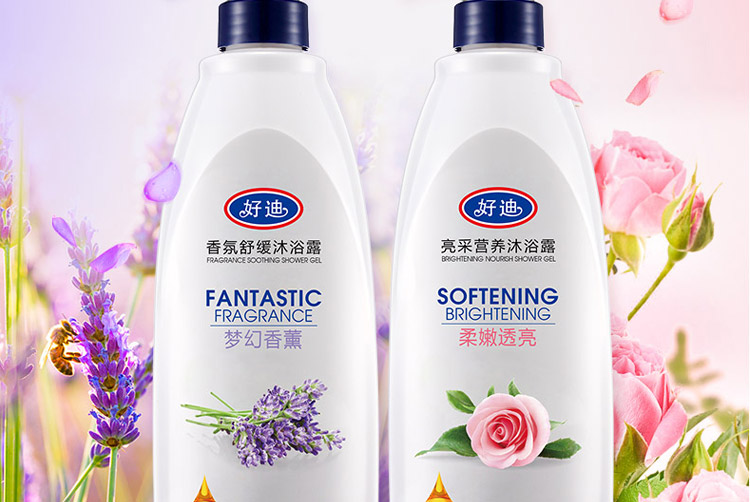 好迪
香氛舒缓沐浴露
FRAGRANCE SOOTHING SHOWER GEL
FANTASTIC
FRAGRANCE
梦幻香薰
好迪
亮采营养沐浴露
BRIGHTENING NOURISH SHOWER GEL
SOFTENING
BRIGHTENING
柔嫩透亮